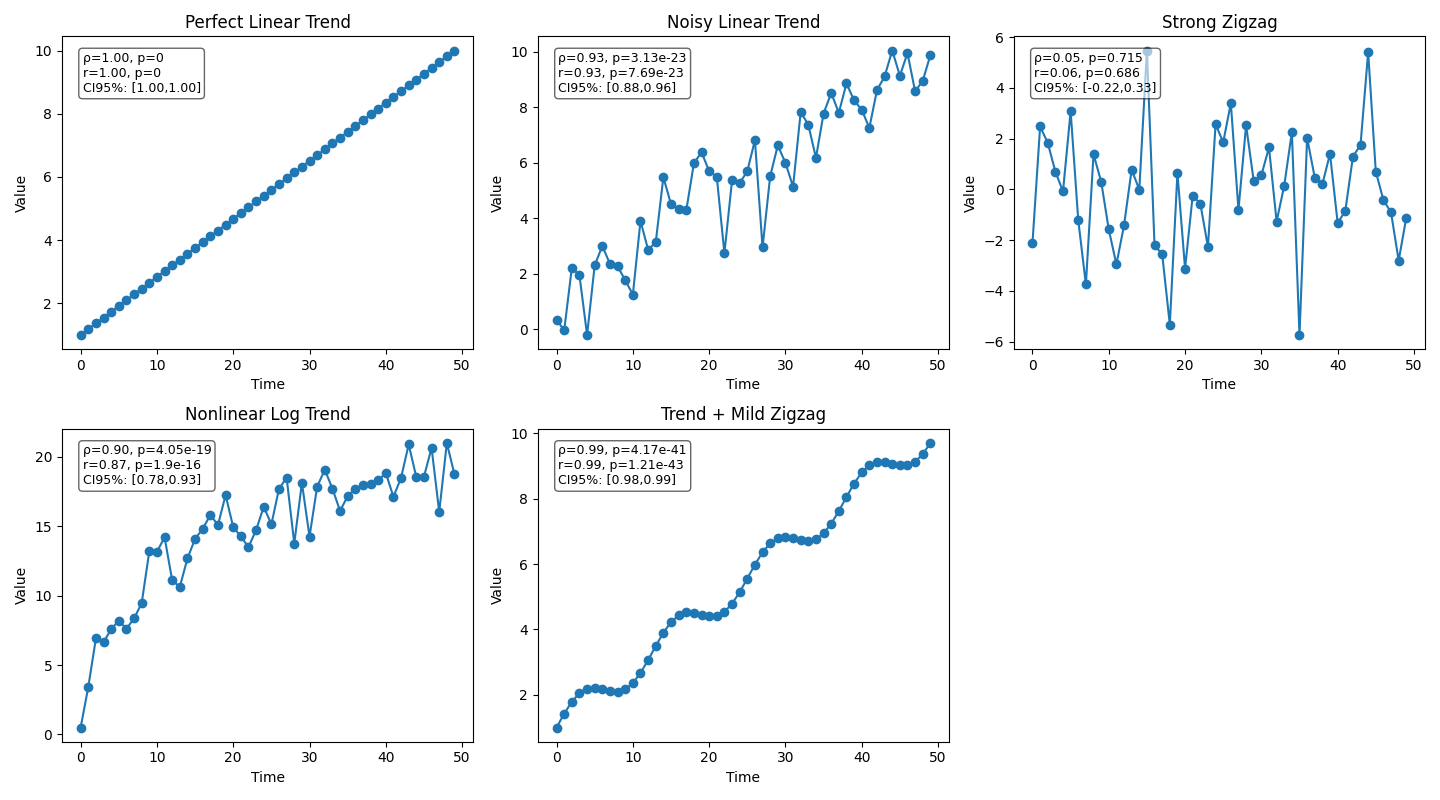 Perfect Linear Trend
ρ=1.00, p=0
r=1.00, p=0
CI95%: [1.00,1.00]
10
8
6
4
2
Value
0 10 20 30 40 50
Time
Noisy Linear Trend
ρ=0.93, p=3.13e-23
r=0.93, p=7.69e-23
CI95%: [0.88,0.96]
10
8
6
4
2
0
Value
0 10 20 30 40 50
Time
Strong Zigzag
ρ=0.05, p=0.715
r=0.06, p=0.686
CI95%: [-0.22,0.33]
6
4
2
0
−2
−4
−6
Value
0 10 20 30 40 50
Time
Nonlinear Log Trend
ρ=0.90, p=4.05e-19
r=0.87, p=1.9e-16
CI95%: [0.78,0.93]
20
15
10
5
0
Value
0 10 20 30 40 50
Time
Trend + Mild Zigzag
ρ=0.99, p=4.17e-41
r=0.99, p=1.21e-43
CI95%: [0.98,0.99]
10
8
6
4
2
Value
0 10 20 30 40 50
Time